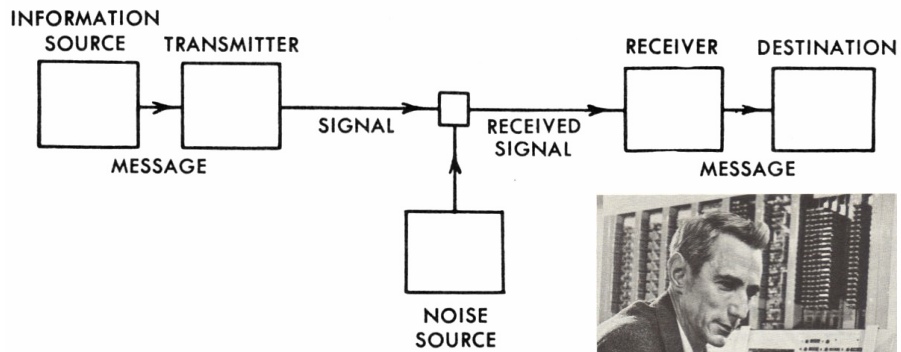 INFORMATION
SOURCE
TRANSMITTER
RECEIVER
DESTINATION
SIGNAL
RECEIVED
SIGNAL
MESSAGE
MESSAGE
NOISE
SOURCE